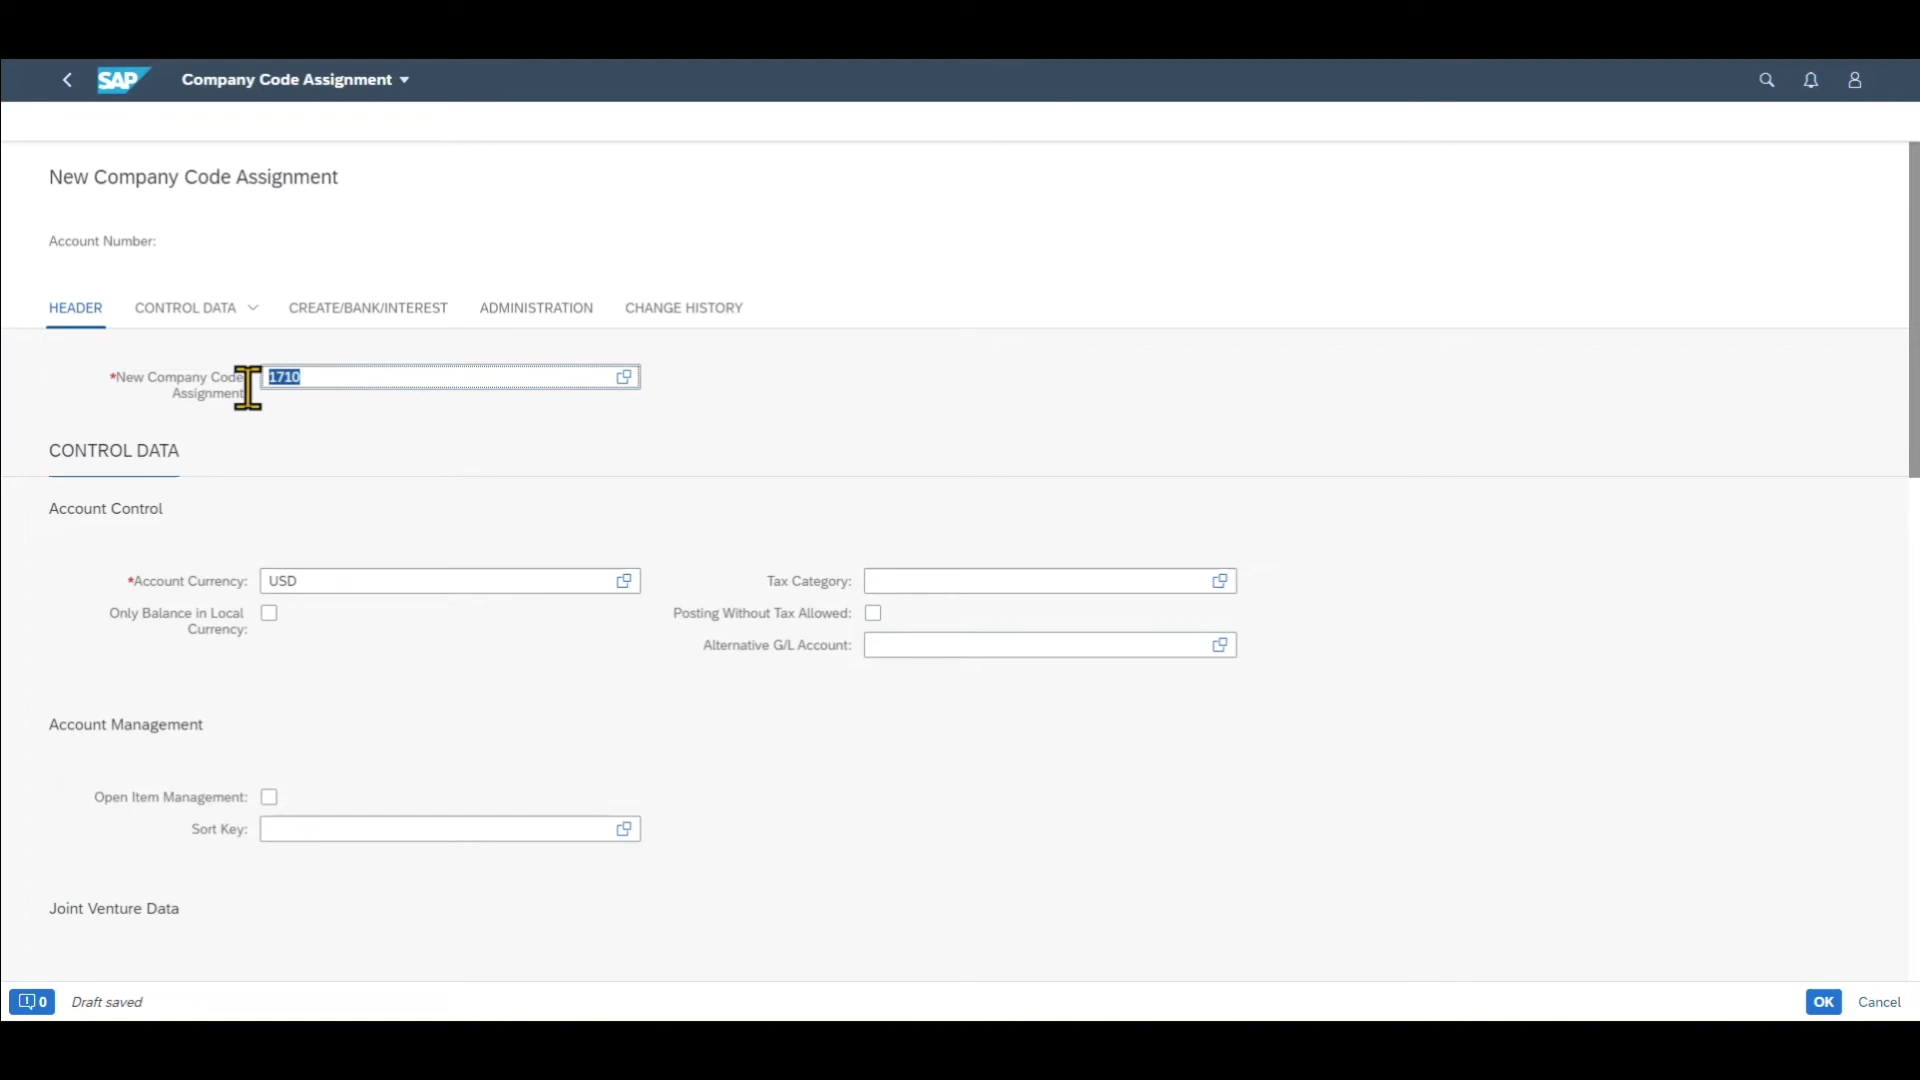 SAP Company Code Assignment
New Company Code Assignment
Account Number:
HEADER CONTROL DATA CREATE/BANK/INTEREST ADMINISTRATION CHANGE HISTORY
*New Company Code 1710
Assignment
CONTROL DATA
Account Control
*Account Currency: USD Tax Category:
Only Balance in Local Posting Without Tax Allowed:
Currency:
Alternative G/L Account:
Account Management
Open Item Management:
Sort Key:
Joint Venture Data
0 Draft saved OK Cancel